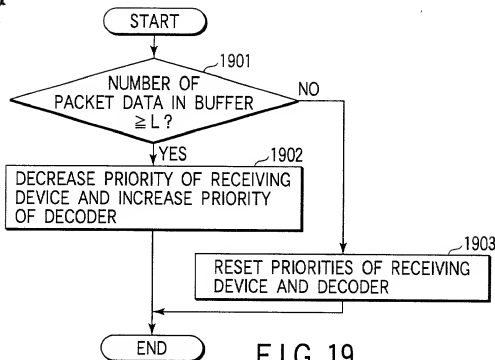 START
1901
NUMBER OF
PACKET DATA IN BUFFER
≧L?
NO
YES
1902
DECREASE PRIORITY OF RECEIVING
DEVICE AND INCREASE PRIORITY
OF DECODER
1903
RESET PRIORITIES OF RECEIVING
DEVICE AND DECODER
END
FIG. 19